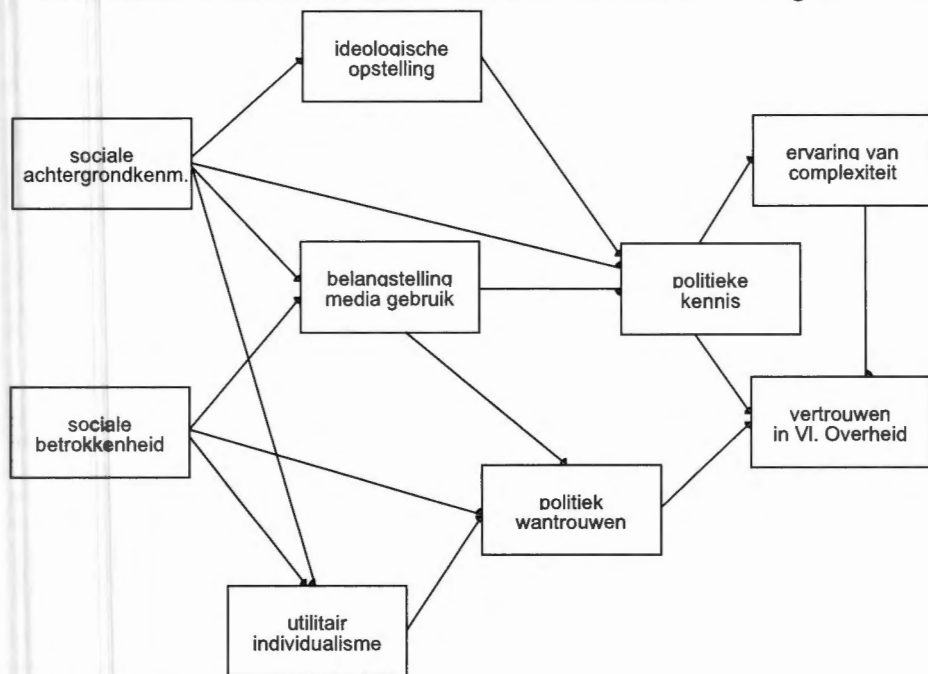 ideologische
opstelling
sociale
achtergrondkenm.
ervaring van
complexiteit
belangstelling
media gebruik
politieke
kennis
sociale
betrokkenheid
vertrouwen
in Vl. Overheid
politiek
wantrouwen
utilitair
individualisme